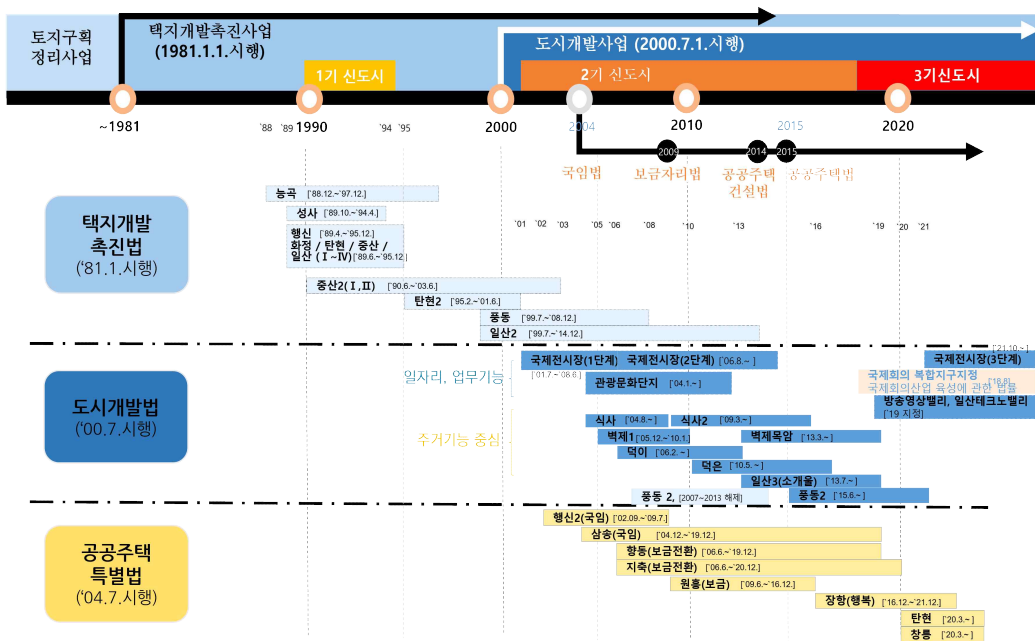 토지구획
정리사업
택지개발촉진사업
(1981.1.1.시행)
도시개발사업 (2000.7.1.시행)
1기 신도시
2기 신도시
3기신도시
~1981
`88
`89
1990
`94
`95
2000
2004
2010
2015
2020
2009
2014
2015
국임법
보금자리법
공공주택
건설법
공공주택법
택지개발
촉진법
('81.1.시행)
능곡 [`88.12.~`97.12.]
성사 [`89.10.~`94.4.]
행신 [`89.4.~`95.12.]
화정 / 탄현 / 중산 /
일산 (Ⅰ~Ⅳ) [`89.6.~`95.12]
중산2(Ⅰ,Ⅱ) [`90.6.~`03.6.]
탄현2 [`95.2.~`01.6.]
풍동 [`99.7.~`08.12.]
일산2 [`99.7.~`14.12.]
`01
`02
`03
`05
`06
`08
`10
`13
`16
`19
`20
`21
도시개발법
('00.7.시행)
일자리, 업무기능
국제전시장(1단계)
[`01.7.~`08.6.]
국제전시장(2단계) [`06.8.~ ]
[`21.10.~ ]
국제전시장(3단계)
관광문화단지 [`04.1.~ ]
국제회의 복합지구지정
[`18.8]
국제회의산업 육성에 관한 법률
방송영상밸리, 일산테크노밸리
[`19 지정]
주거기능 중심
식사 [`04.8.~ ]
식사2 [`09.3.~ ]
벽제1 [`05.12.~`10.1.]
벽제목암 [`13.3.~ ]
덕이 [`06.2. ~ ]
덕은 [`10.5. ~ ]
일산3(소개울) [`13.7.~ ]
풍동 2, [2007~2013 해제]
풍동2 [`15.6.~ ]
공공주택
특별법
('04.7.시행)
행신2(국임) [`02.09.~`09.7.]
삼송(국임) [`04.12.~`19.12.]
향동(보금전환) [`06.6.~`19.12.]
지축(보금전환) [`06.6.~`20.12.]
원흥(보금) [`09.6.~`16.12.]
장항(행복) [`16.12.~`21.12.]
탄현 [`20.3.~ ]
창릉 [`20.3.~ ]